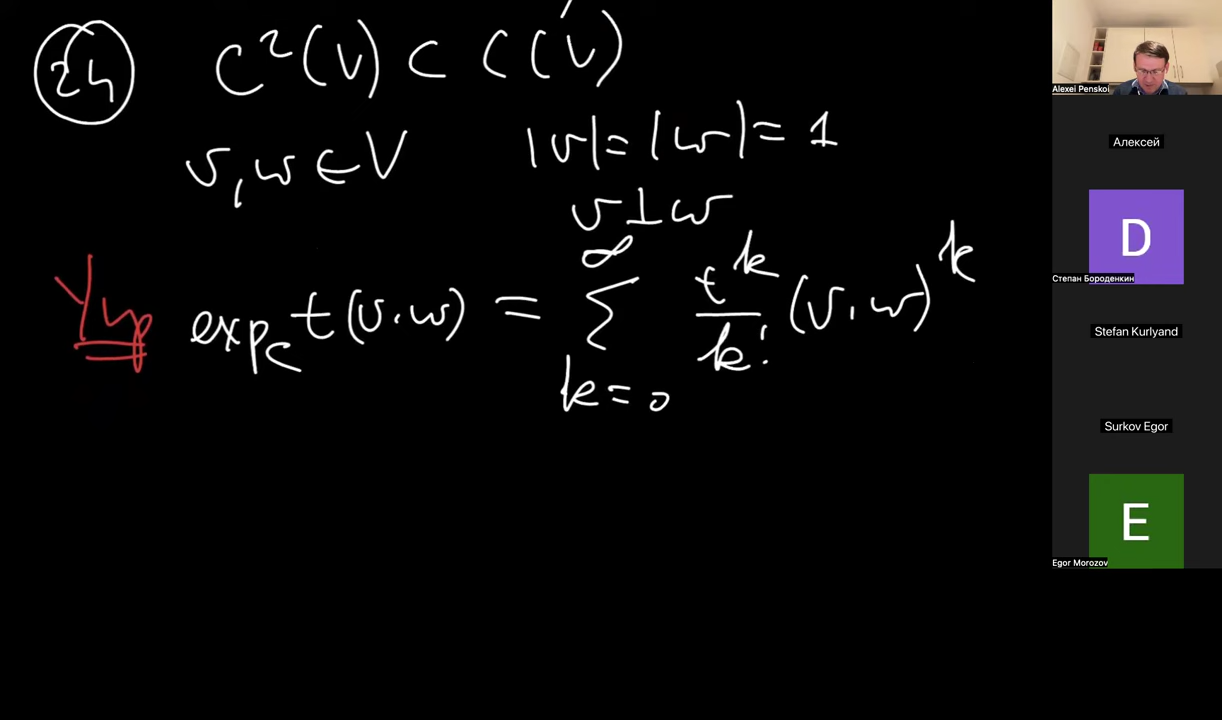 24 C²(V) ⊂ C(V)
v, w ∈ V |v| = |w| = 1
v ⊥ w
Упр exp_C t(v·w) = ∑_{k=0}^{∞} t^k/k! (v·w)^k
Alexei Penskoi
Алексей
D
Степан Бороденкин
Stefan Kurlyand
Surkov Egor
E
Egor Morozov